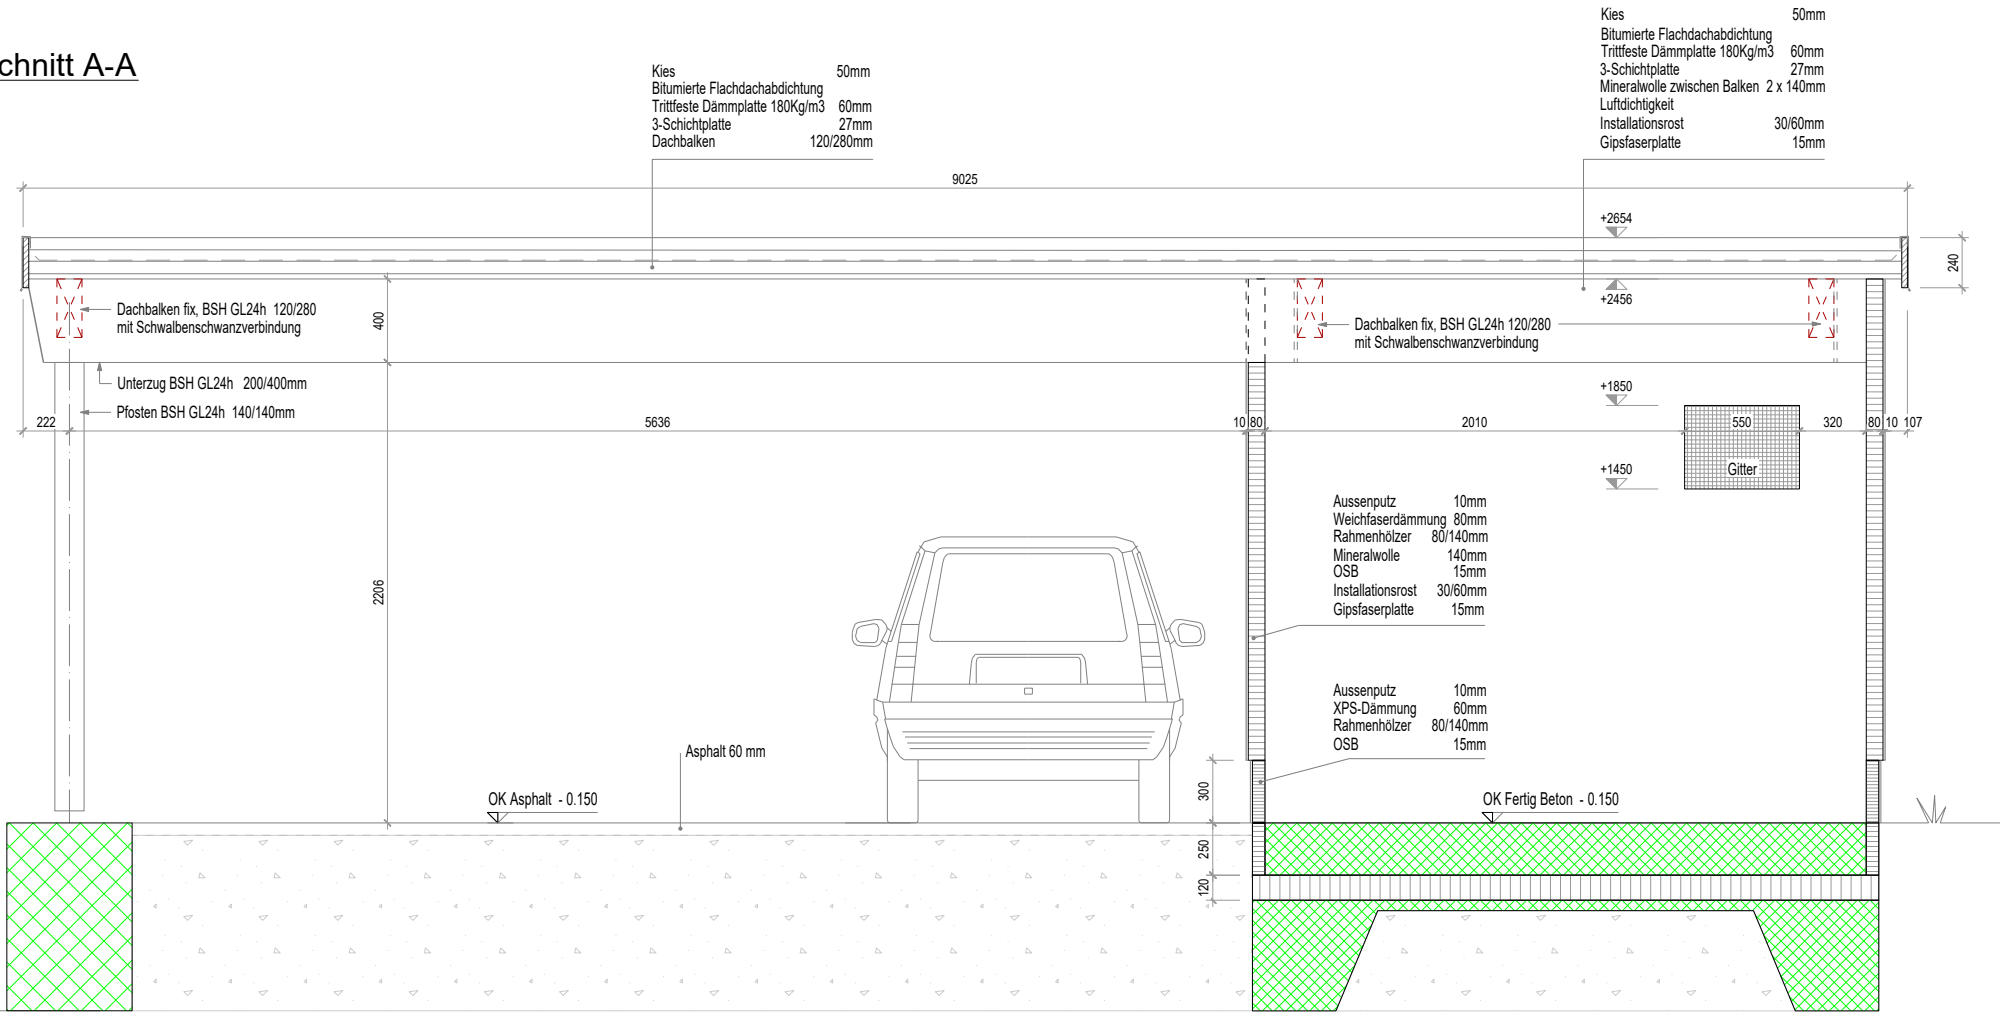 chnitt A-A
Kies 50mm
Bitumierte Flachdachabdichtung
Trittfeste Dämmplatte 180Kg/m3 60mm
3-Schichtplatte 27mm
Dachbalken 120/280mm
Kies 50mm
Bitumierte Flachdachabdichtung
Trittfeste Dämmplatte 180Kg/m3 60mm
3-Schichtplatte 27mm
Mineralwolle zwischen Balken 2 x 140mm
Luftdichtigkeit
Installationsrost 30/60mm
Gipsfaserplatte 15mm
9025
+2654
240
+2456
Dachbalken fix, BSH GL24h 120/280
mit Schwalbenschwanzverbindung
400
Dachbalken fix, BSH GL24h 120/280
mit Schwalbenschwanzverbindung
Unterzug BSH GL24h 200/400mm
Pfosten BSH GL24h 140/140mm
+1850
222
5636
10 80
2010
550
320
80 10 107
+1450
Gitter
Aussenputz 10mm
Weichfaserdämmung 80mm
Rahmenhölzer 80/140mm
Mineralwolle 140mm
OSB 15mm
Installationsrost 30/60mm
Gipsfaserplatte 15mm
2206
Aussenputz 10mm
XPS-Dämmung 60mm
Rahmenhölzer 80/140mm
OSB 15mm
Asphalt 60 mm
300
OK Asphalt - 0.150
OK Fertig Beton - 0.150
250
120